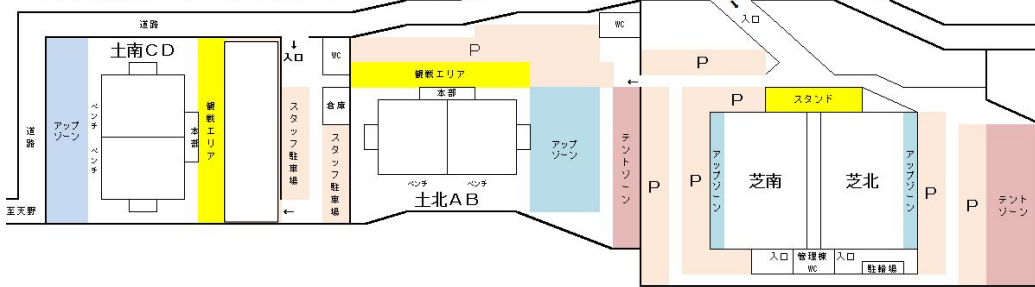 道路
土南CD
↓
入口
WC
P
WC
入口
P
観戦エリア
←
本部
P
スタンド
ベンチ
ベンチ
アップ
ゾーン
本部
観戦エリア
スタッフ駐車場
倉庫
スタッフ駐車場
アップ
ゾーン
テントゾーン
P
P
アップゾーン
芝南
芝北
アップゾーン
P
P
テント
ゾーン
道路
ベンチ
ベンチ
土北AB
至天野
←
入口
管理棟
WC
入口
駐輪場